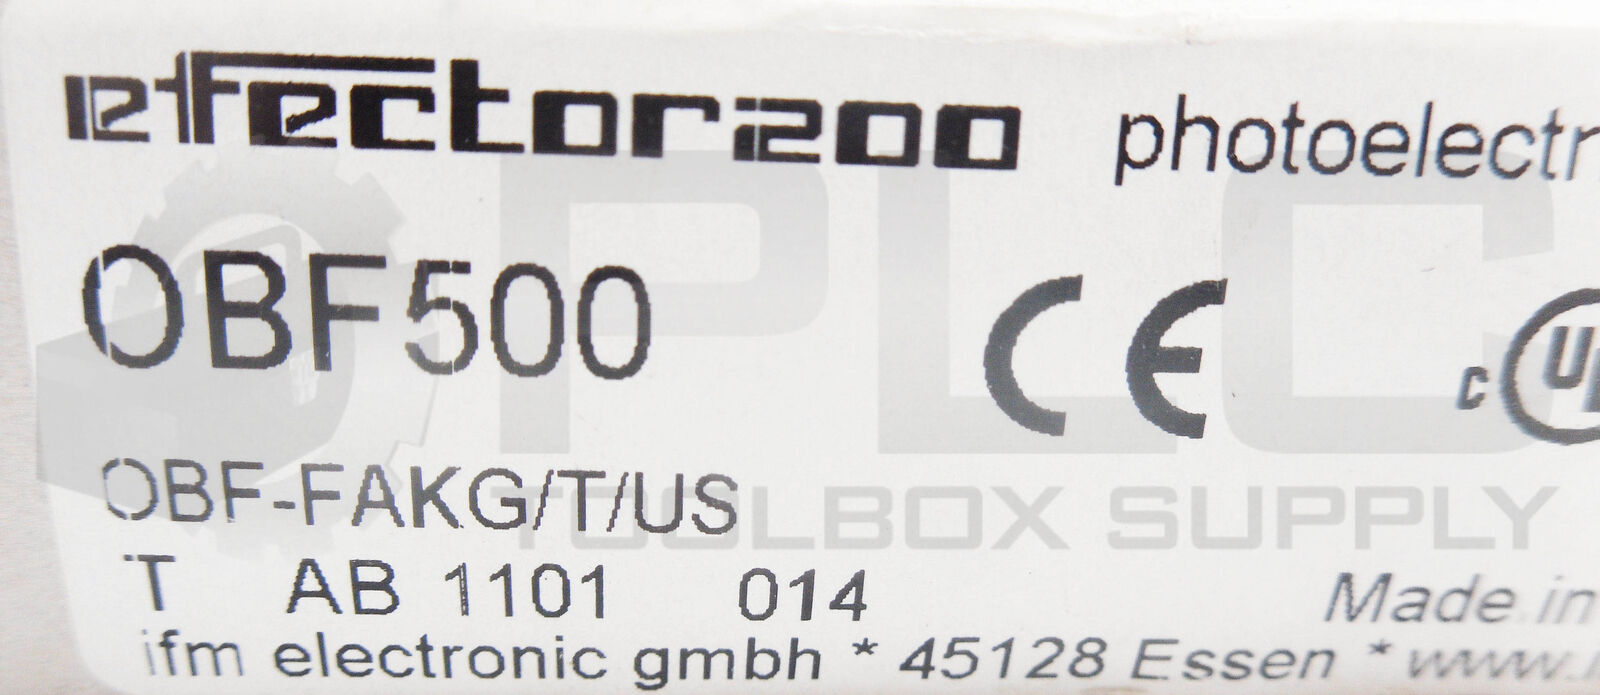 efector200 photoelectr
OBF500 CE c UL
OBF-FAKG/T/US
T AB 1101 014
Made in
ifm electronic gmbh * 45128 Essen * www.
PLC
TOOLBOX SUPPLY